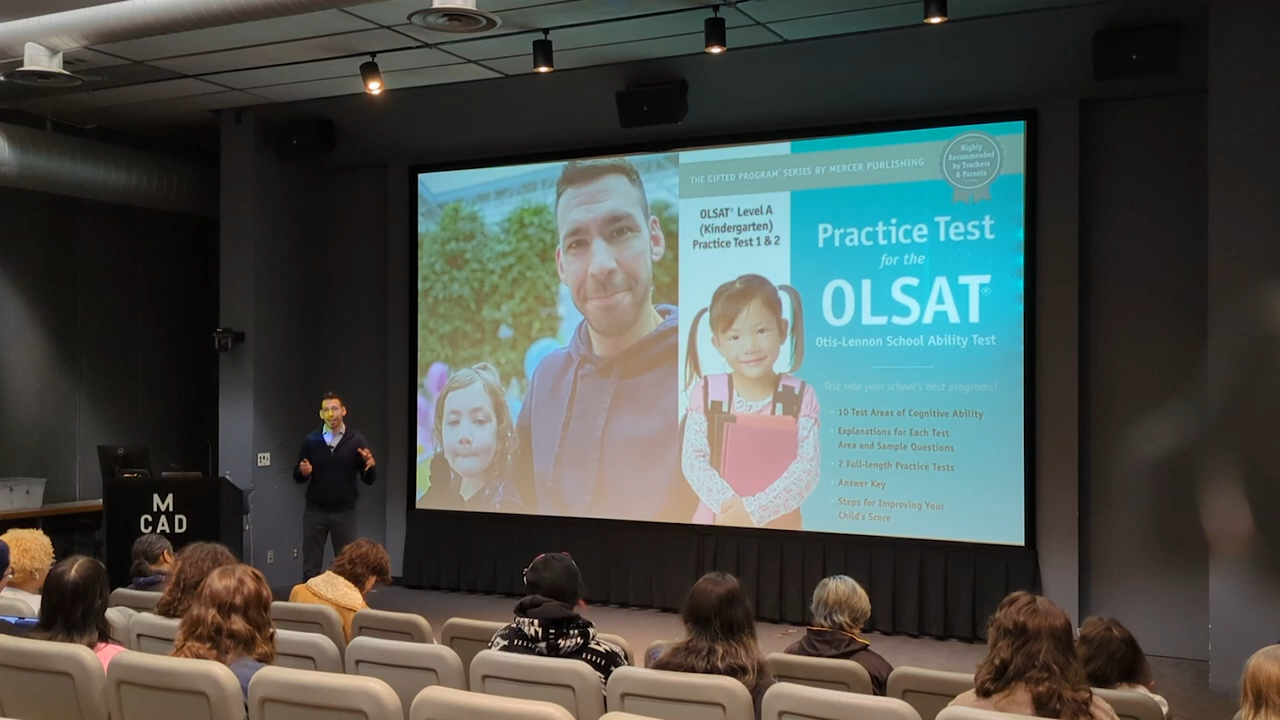 THE GIFTED PROGRAM® SERIES BY MERCER PUBLISHING
Highly
Recommended
by Teachers
& Parents
OLSAT® Level A
(Kindergarten)
Practice Test 1 & 2
Practice Test
for the
OLSAT®
Otis-Lennon School Ability Test
Test into your school's best programs!
10 Test Areas of Cognitive Ability
Explanations for Each Test
Area and Sample Questions
2 Full-length Practice Tests
Answer Key
Steps for Improving Your
Child's Score
M
CAD